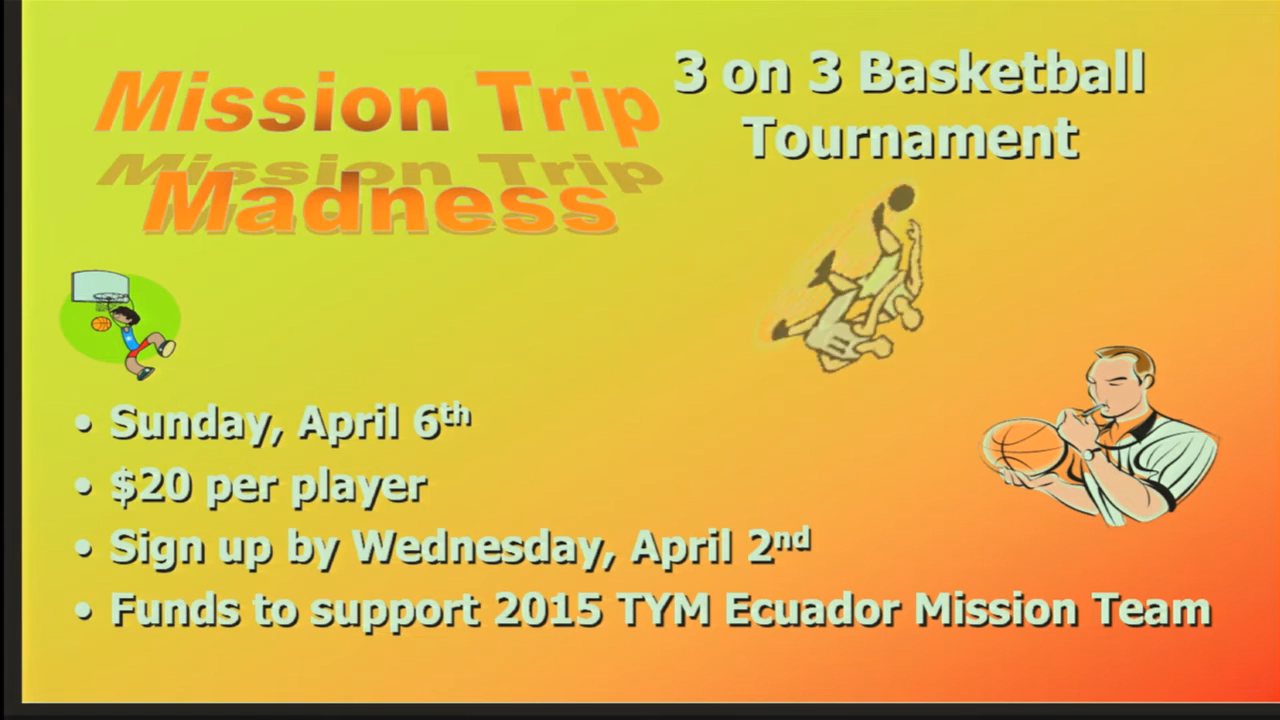 Mission Trip
Madness
3 on 3 Basketball
Tournament
• Sunday, April 6th
• $20 per player
• Sign up by Wednesday, April 2nd
• Funds to support 2015 TYM Ecuador Mission Team